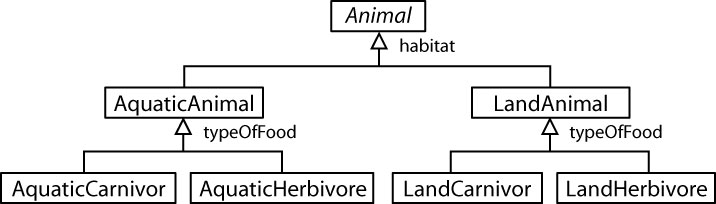 Animal
habitat
AquaticAnimal
LandAnimal
typeOfFood
typeOfFood
AquaticCarnivor
AquaticHerbivore
LandCarnivor
LandHerbivore